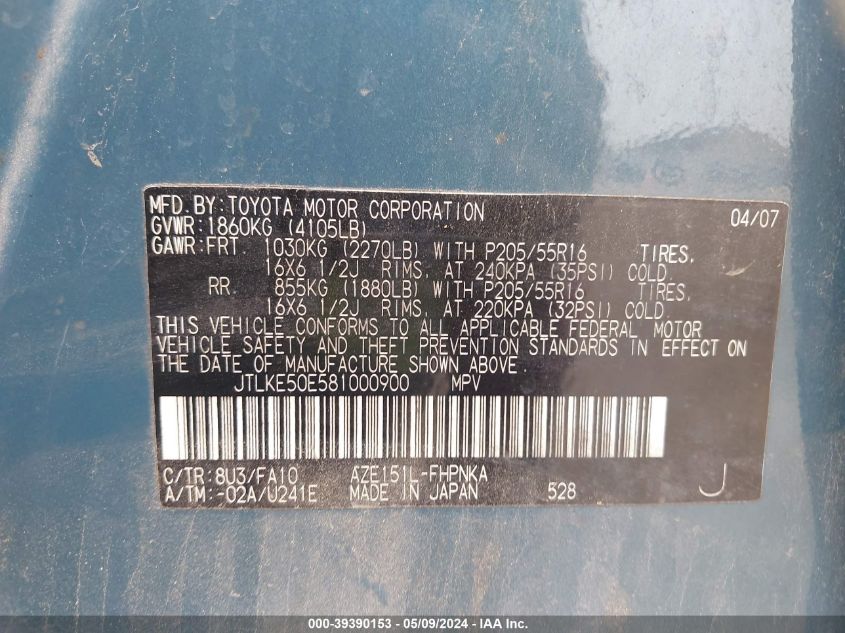 MFD.BY:TOYOTA MOTOR CORPORATION 04/07
GVWR:1860KG (4105LB)
GAWR:FRT. 1030KG (2270LB) WITH P205/55R16 TIRES,
16X6 1/2J RIMS, AT 240KPA (35PSI) COLD.
RR. 855KG (1880LB) WITH P205/55R16 TIRES,
16X6 1/2J RIMS, AT 220KPA (32PSI) COLD.
THIS VEHICLE CONFORMS TO ALL APPLICABLE FEDERAL MOTOR
VEHICLE SAFETY AND THEFT PREVENTION STANDARDS IN EFFECT ON
THE DATE OF MANUFACTURE SHOWN ABOVE.
JTLKE50E581000900 MPV
C/TR:8U3/FA10 AZE151L-FHPNKA
A/TM:-02A/U241E MADE IN JAPAN 528 J
000-39390153 - 05/09/2024 - IAA Inc.